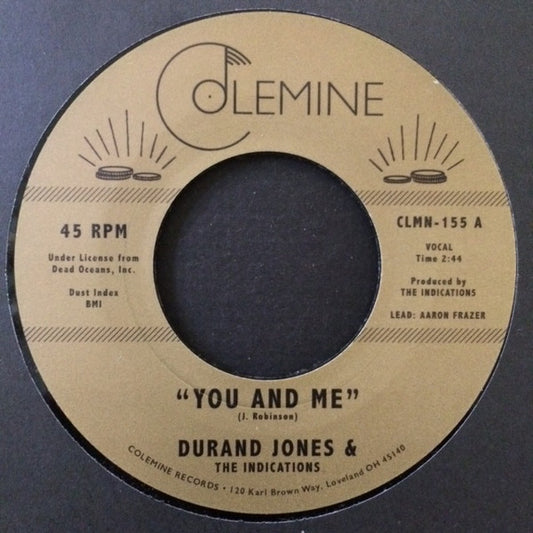 COLEMINE
45 RPM
Under License from
Dead Oceans, Inc.
Dust Index
BMI
CLMN-155 A
VOCAL
Time 2:44
Produced by
THE INDICATIONS
LEAD: AARON FRAZER
"YOU AND ME"
(J. Robinson)
DURAND JONES &
THE INDICATIONS
COLEMINE RECORDS • 120 Karl Brown Way, Loveland OH 45140